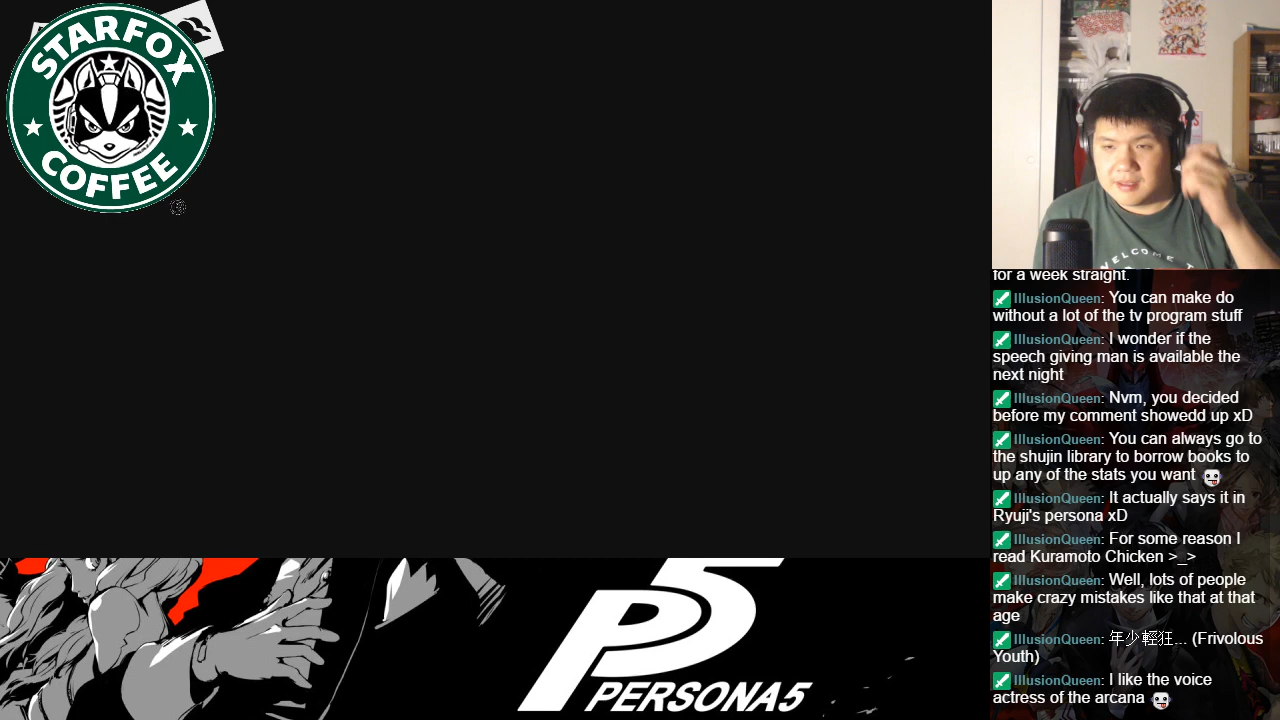 STARFOX
COFFEE
for a week straight.
IllusionQueen: You can make do
without a lot of the tv program stuff
IllusionQueen: I wonder if the
speech giving man is available the
next night
IllusionQueen: Nvm, you decided
before my comment showedd up xD
IllusionQueen: You can always go to
the shujin library to borrow books to
up any of the stats you want
IllusionQueen: It actually says it in
Ryuji's persona xD
IllusionQueen: For some reason I
read Kuramoto Chicken >_>
IllusionQueen: Well, lots of people
make crazy mistakes like that at that
age
IllusionQueen: 年少輕狂... (Frivolous
Youth)
IllusionQueen: I like the voice
actress of the arcana
WELCOME T
P5
PERSONA5